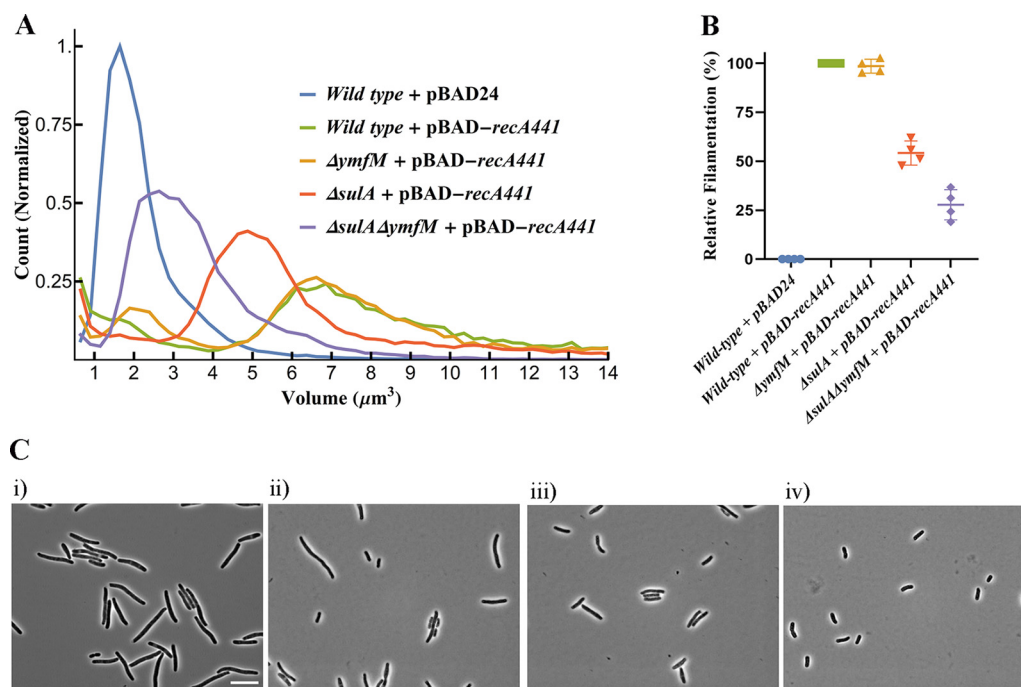 A
B
1.
0.75
0.5
0.25
Count (Normalized)
1 2 3 4 5 6 7 8 9 10 11 12 13 14
Volume (μm³)
Wild type + pBAD24
Wild type + pBAD–recA441
ΔymfM + pBAD–recA441
ΔsulA + pBAD–recA441
ΔsulAΔymfM + pBAD–recA441
Relative Filamentation (%)
100
75
50
25
0
Wild-type + pBAD24
Wild-type + pBAD-recA441
ΔymfM + pBAD-recA441
ΔsulA + pBAD-recA441
ΔsulAΔymfM + pBAD-recA441
C
i)
ii)
iii)
iv)